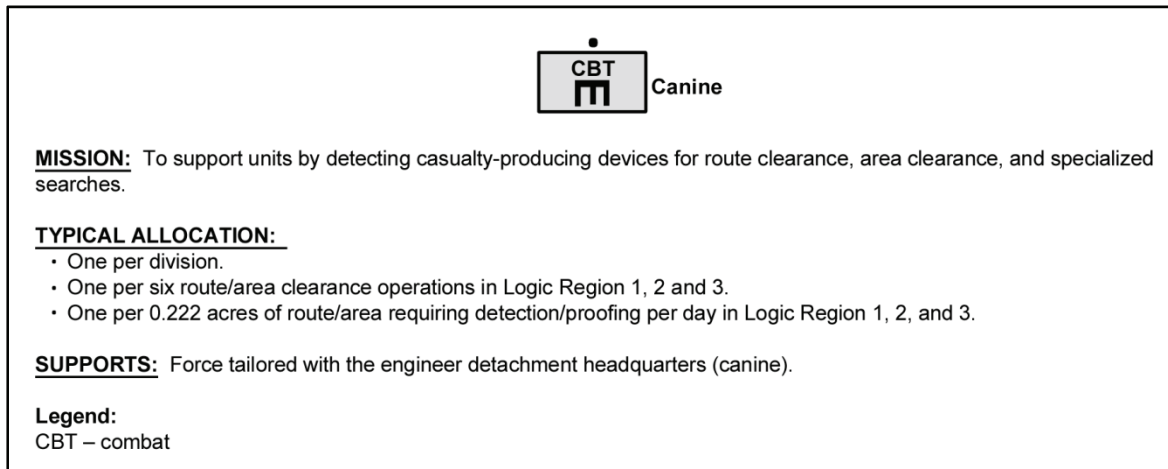 CBT
Canine
MISSION: To support units by detecting casualty-producing devices for route clearance, area clearance, and specialized
searches.
TYPICAL ALLOCATION:
· One per division.
· One per six route/area clearance operations in Logic Region 1, 2 and 3.
· One per 0.222 acres of route/area requiring detection/proofing per day in Logic Region 1, 2, and 3.
SUPPORTS: Force tailored with the engineer detachment headquarters (canine).
Legend:
CBT – combat